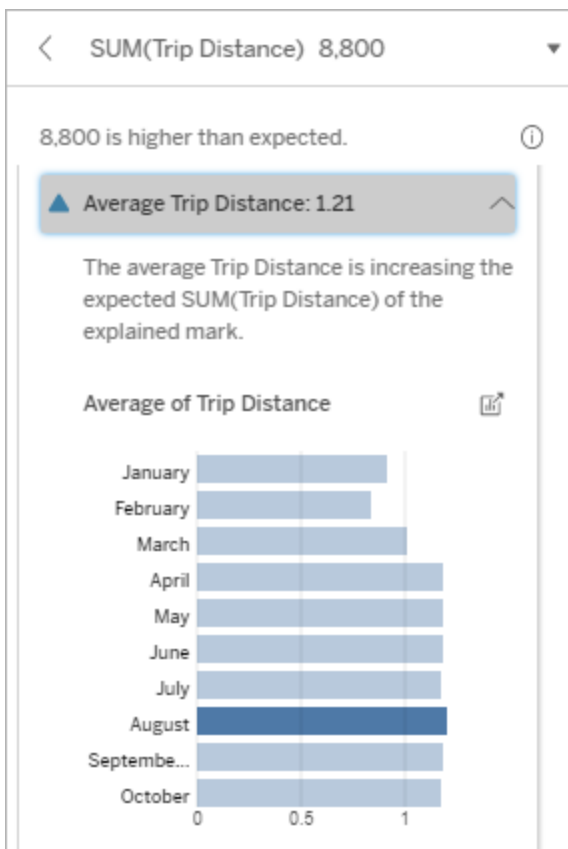 SUM(Trip Distance) 8,800
8,800 is higher than expected.
Average Trip Distance: 1.21
The average Trip Distance is increasing the
expected SUM(Trip Distance) of the
explained mark.
Average of Trip Distance
January
February
March
April
May
June
July
August
Septembe...
October
0 0.5 1